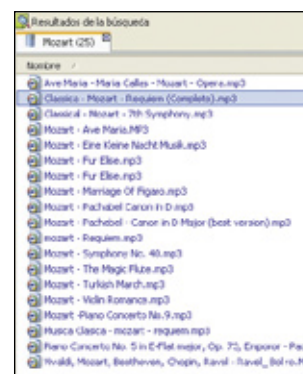 Resultados de la búsqueda
Mozart (25)
Nombre
Ave Maria - Maria Callas - Mozart - Opera.mp3
Classica - Mozart - Requiem (Completo).mp3
Classical - Mozart - 7th Symphony.mp3
Mozart - Ave Maria.MP3
Mozart - Eine Kleine Nacht Musik.mp3
Mozart - Fur Elise.mp3
Mozart - Fur Elise.mp3
Mozart - Marriage Of Figaro.mp3
Mozart - Pachabel Canon in D.mp3
Mozart - Pachebel - Canon in D Major (best version).mp3
mozart - Requiem.mp3
Mozart - Symphony No. 40.mp3
Mozart - The Magic Flute.mp3
Mozart - Turkish March.mp3
Mozart - Violin Romance.mp3
Mozart -Piano Concerto No.9.mp3
Musica Clasica - mozart - requiem.mp3
Piano Concerto No. 5 in E-Flat major, Op. 73, Emperor - Pa
Vivaldi, Mozart, Beethoven, Chopin, Ravel - Ravel_Bolero.